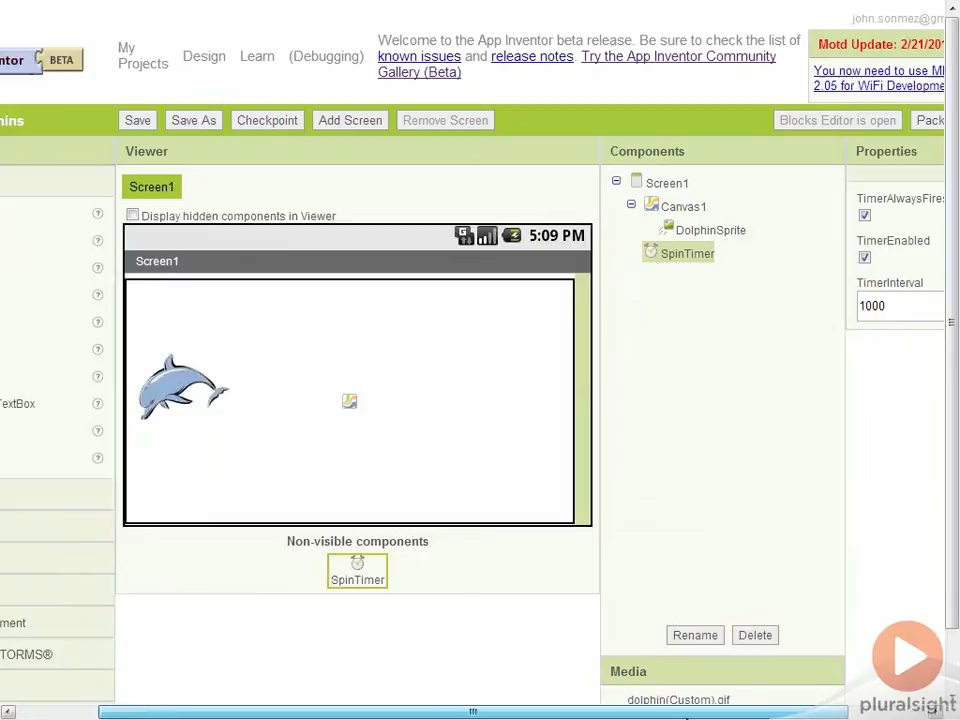 john.sonmez@gm
ntor BETA
My Projects
Design
Learn
(Debugging)
Welcome to the App Inventor beta release. Be sure to check the list of
known issues and release notes. Try the App Inventor Community
Gallery (Beta)
Motd Update: 2/21/201
You now need to use MI
2.05 for WiFi Developme
ins
Save
Save As
Checkpoint
Add Screen
Remove Screen
Blocks Editor is open
Pack
Viewer
Components
Properties
Screen1
Display hidden components in Viewer
5:09 PM
Screen1
Non-visible components
SpinTimer
TextBox
ment
TORMS®
Screen1
Canvas1
DolphinSprite
SpinTimer
Rename
Delete
Media
dolphin(Custom).gif
TimerAlwaysFires
TimerEnabled
TimerInterval
1000
pluralsight